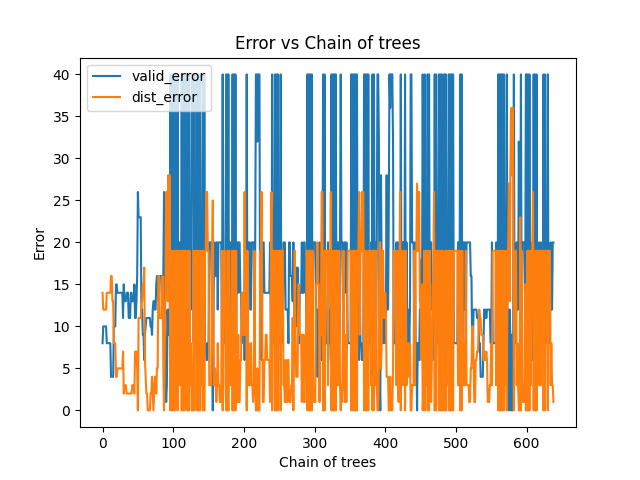 Error vs Chain of trees
valid_error
dist_error
Error
40
35
30
25
20
15
10
5
0
0 100 200 300 400 500 600
Chain of trees